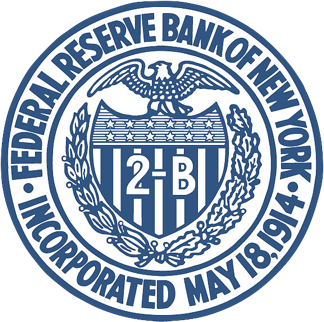 FEDERAL RESERVE BANK OF NEW YORK
2-B
• INCORPORATED MAY 18, 1914 •